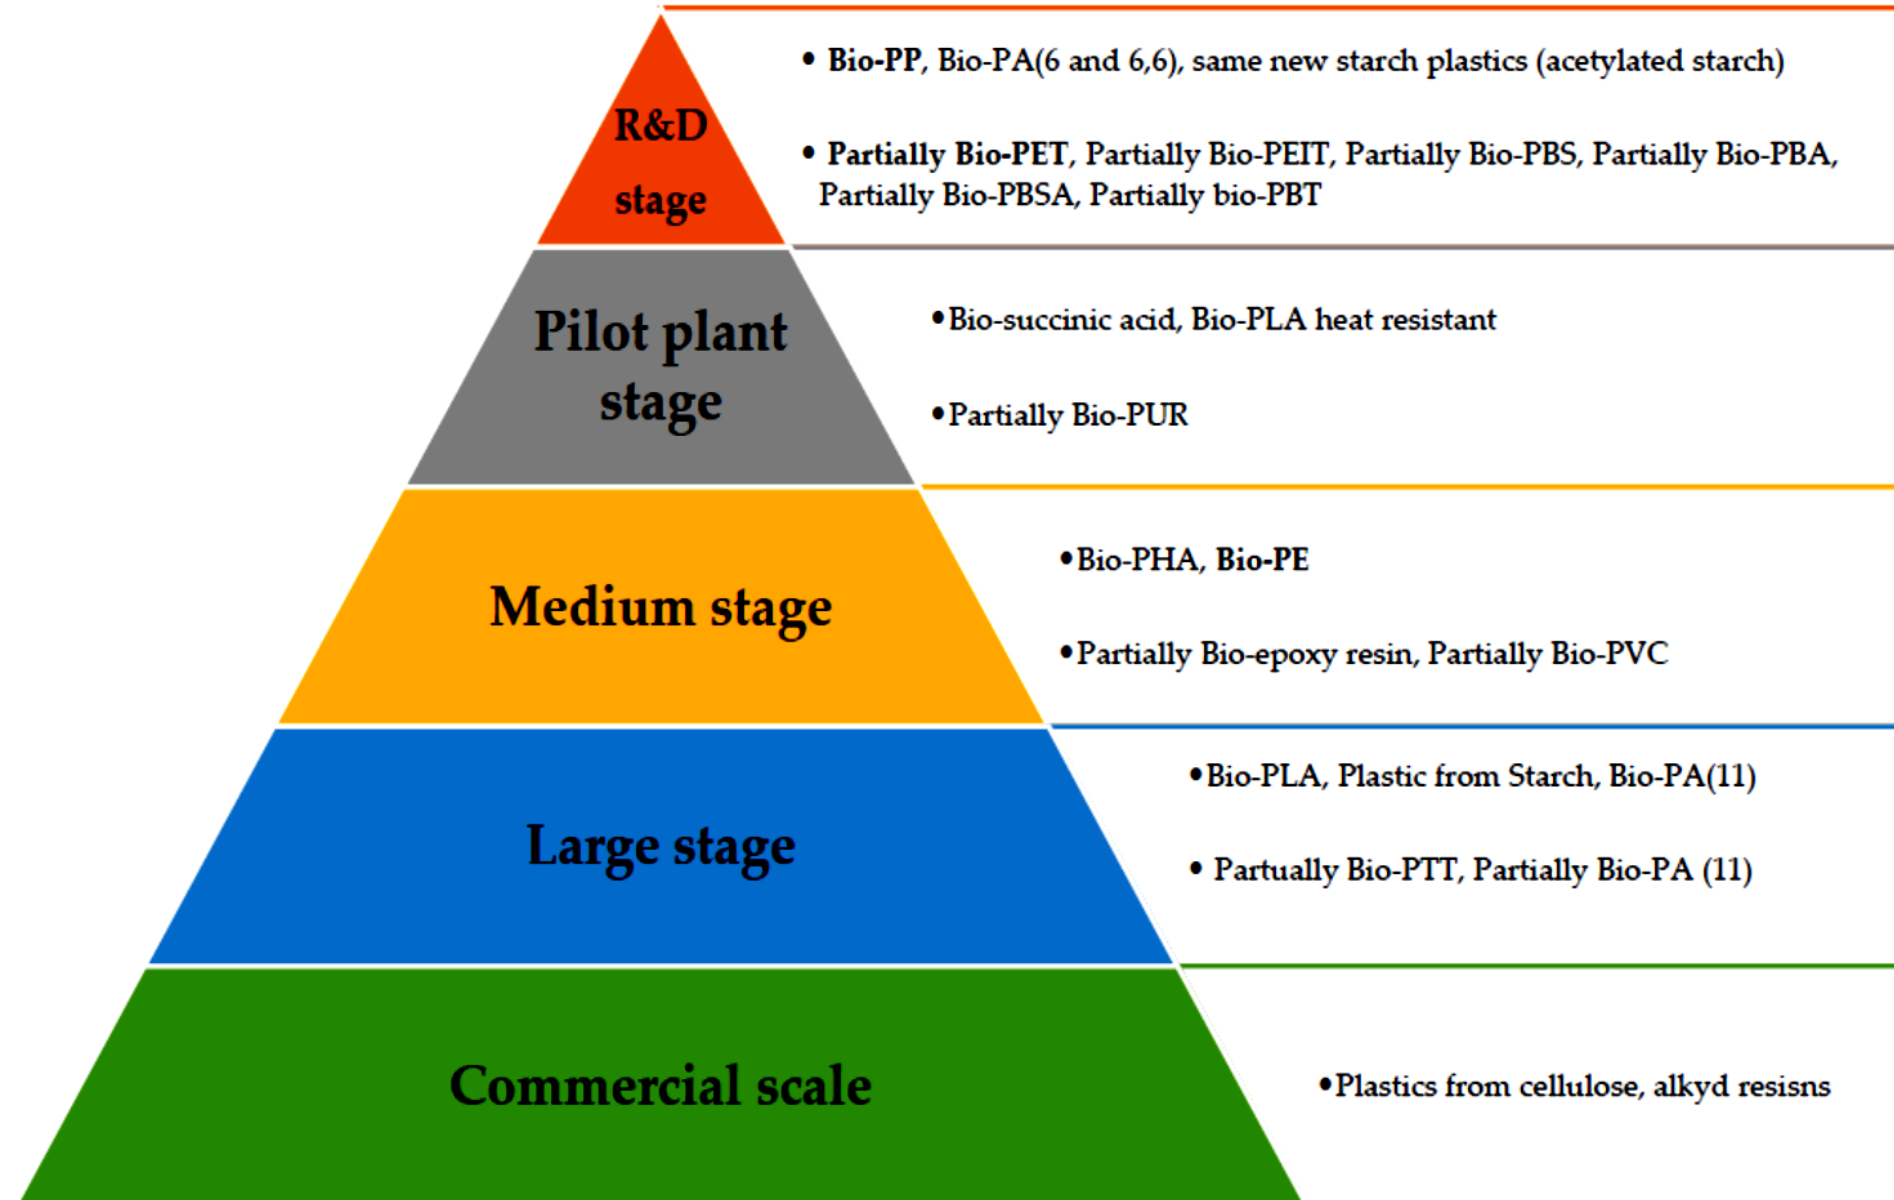 R&D
stage
• Bio-PP, Bio-PA(6 and 6,6), same new starch plastics (acetylated starch)
• Partially Bio-PET, Partially Bio-PEIT, Partially Bio-PBS, Partially Bio-PBA,
Partially Bio-PBSA, Partially bio-PBT
Pilot plant
stage
•Bio-succinic acid, Bio-PLA heat resistant
•Partially Bio-PUR
Medium stage
•Bio-PHA, Bio-PE
•Partially Bio-epoxy resin, Partially Bio-PVC
Large stage
•Bio-PLA, Plastic from Starch, Bio-PA(11)
• Partually Bio-PTT, Partially Bio-PA (11)
Commercial scale
•Plastics from cellulose, alkyd resisns